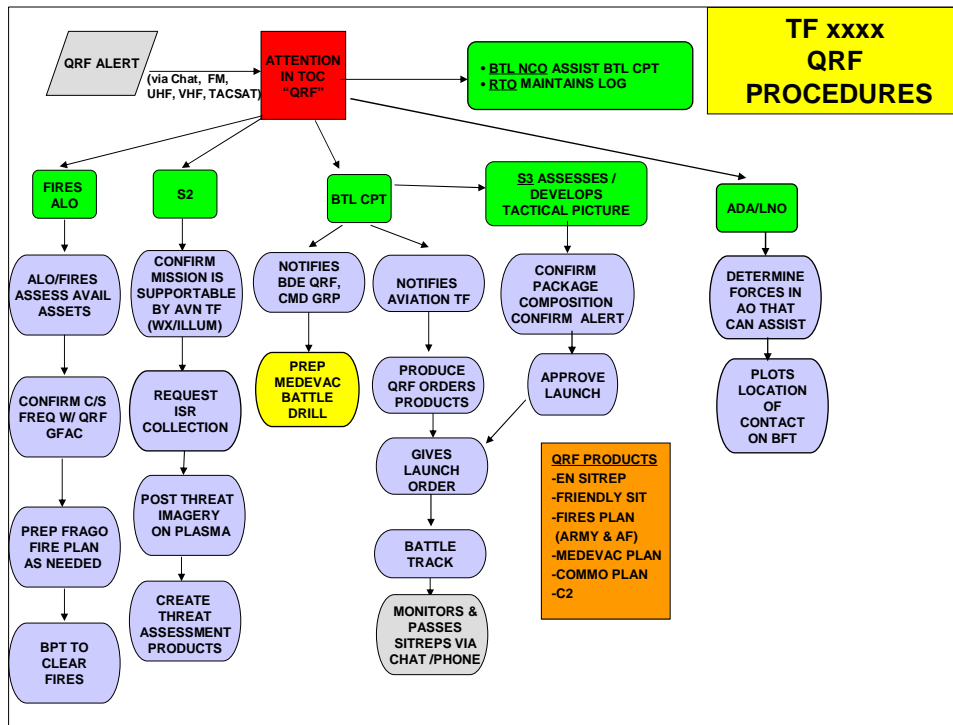 TF xxxx
QRF
PROCEDURES
QRF ALERT
(via Chat, FM,
UHF, VHF, TACSAT)
ATTENTION
IN TOC
“QRF”
• BTL NCO ASSIST BTL CPT
• RTO MAINTAINS LOG
FIRES
ALO
S2
BTL CPT
S3 ASSESSES /
DEVELOPS
TACTICAL PICTURE
ADA/LNO
ALO/FIRES
ASSESS AVAIL
ASSETS
CONFIRM C/S
FREQ W/ QRF
GFAC
PREP FRAGO
FIRE PLAN
AS NEEDED
BPT TO
CLEAR
FIRES
CONFIRM
MISSION IS
SUPPORTABLE
BY AVN TF
(WX/ILLUM)
REQUEST
ISR
COLLECTION
POST THREAT
IMAGERY
ON PLASMA
CREATE
THREAT
ASSESSMENT
PRODUCTS
NOTIFIES
BDE QRF,
CMD GRP
PREP
MEDEVAC
BATTLE
DRILL
NOTIFIES
AVIATION TF
PRODUCE
QRF ORDERS
PRODUCTS
GIVES
LAUNCH
ORDER
BATTLE
TRACK
MONITORS &
PASSES
SITREPS VIA
CHAT /PHONE
CONFIRM
PACKAGE
COMPOSITION
CONFIRM ALERT
APPROVE
LAUNCH
DETERMINE
FORCES IN
AO THAT
CAN ASSIST
PLOTS
LOCATION
OF
CONTACT
ON BFT
QRF PRODUCTS
-EN SITREP
-FRIENDLY SIT
-FIRES PLAN
(ARMY & AF)
-MEDEVAC PLAN
-COMMO PLAN
-C2